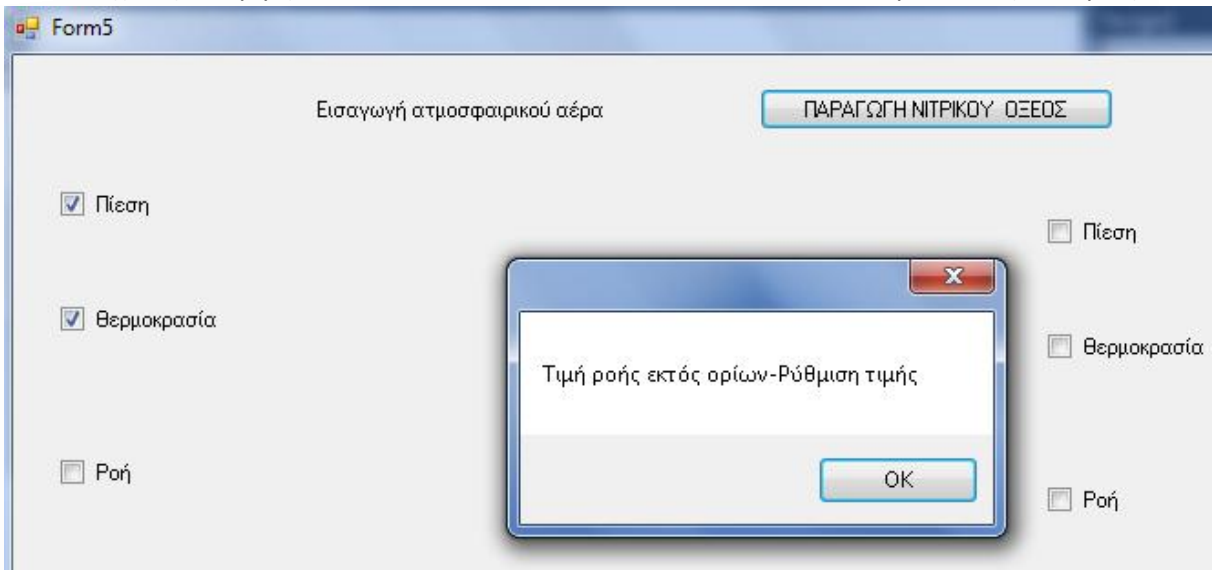 Form5
Εισαγωγή ατμοσφαιρικού αέρα
ΠΑΡΑΓΩΓΗ ΝΙΤΡΙΚΟΥ ΟΞΕΟΣ
Πίεση
Πίεση
Θερμοκρασία
Θερμοκρασία
Τιμή ροής εκτός ορίων-Ρύθμιση τιμής
OK
Ροή
Ροή